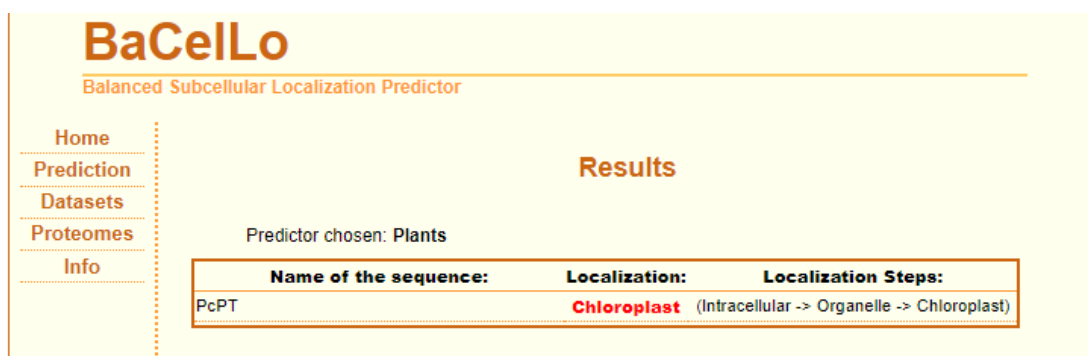 BaCelLo
Balanced Subcellular Localization Predictor
Home
Prediction
Datasets
Proteomes
Info
Results
Predictor chosen: Plants
Name of the sequence: Localization: Localization Steps:
PcPT Chloroplast (Intracellular -> Organelle -> Chloroplast)